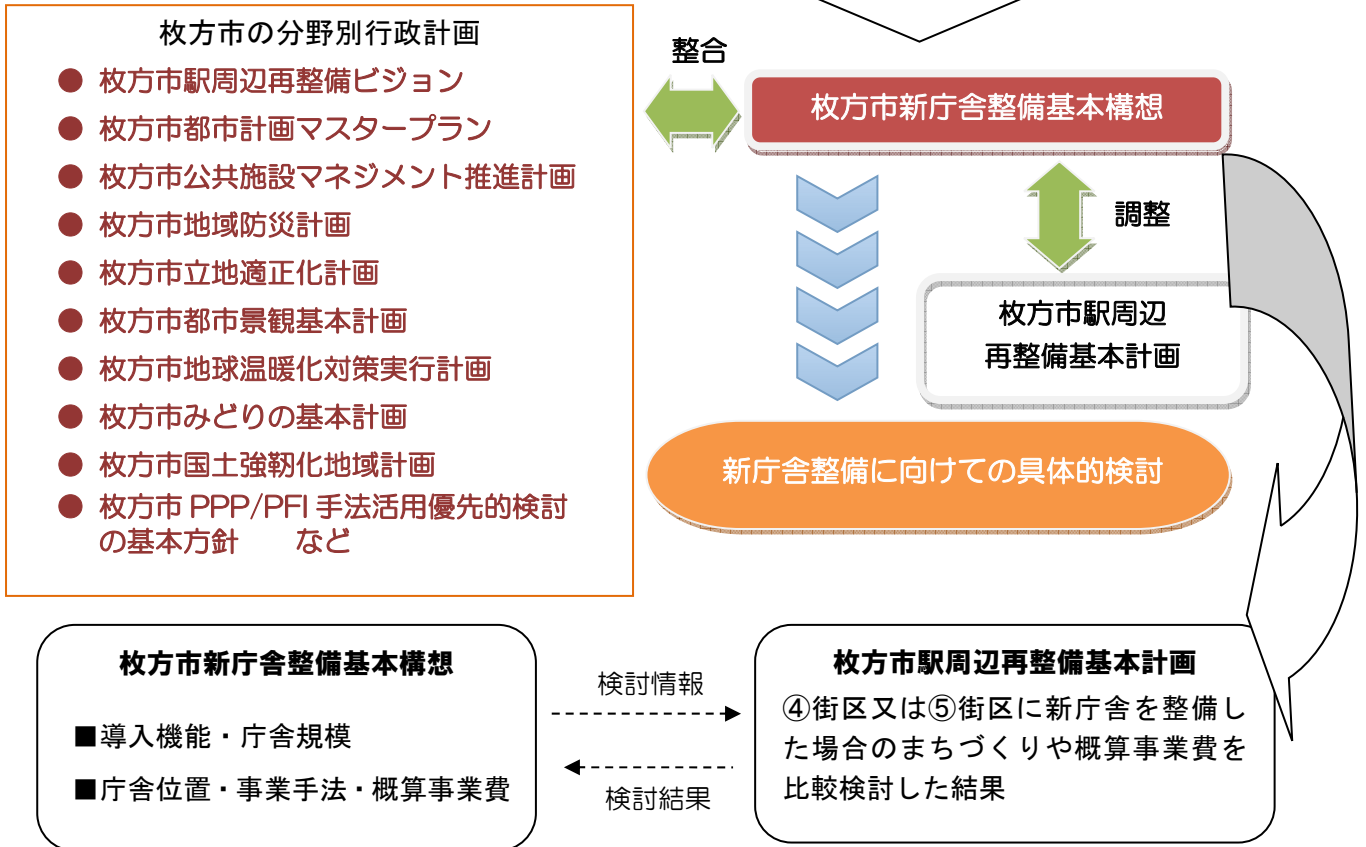 枚方市の分野別行政計画
● 枚方市駅周辺再整備ビジョン
● 枚方市都市計画マスタープラン
● 枚方市公共施設マネジメント推進計画
● 枚方市地域防災計画
● 枚方市立地適正化計画
● 枚方市都市景観基本計画
● 枚方市地球温暖化対策実行計画
● 枚方市みどりの基本計画
● 枚方市国土強靭化地域計画
● 枚方市 PPP/PFI 手法活用優先的検討
の基本方針　　など
整合
枚方市新庁舎整備基本構想
調整
枚方市駅周辺
再整備基本計画
新庁舎整備に向けての具体的検討
枚方市新庁舎整備基本構想
■導入機能・庁舎規模
■庁舎位置・事業手法・概算事業費
検討情報
検討結果
枚方市駅周辺再整備基本計画
④街区又は⑤街区に新庁舎を整備し
た場合のまちづくりや概算事業費を
比較検討した結果